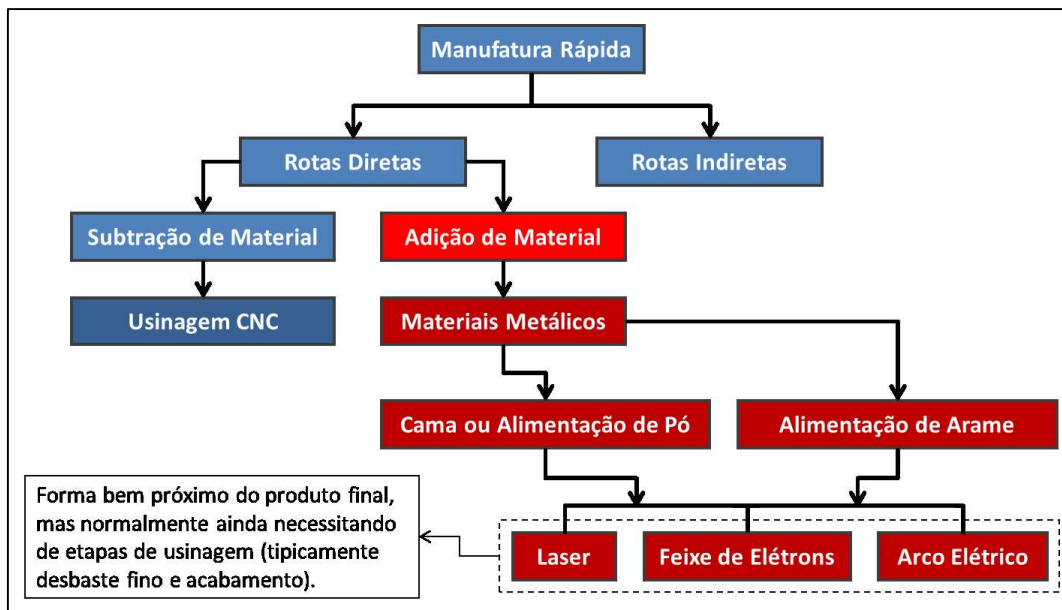 Manufatura Rápida
Rotas Diretas
Rotas Indiretas
Subtração de Material
Adição de Material
Usinagem CNC
Materiais Metálicos
Cama ou Alimentação de Pó
Alimentação de Arame
Forma bem próximo do produto final,
mas normalmente ainda necessitando
de etapas de usinagem (tipicamente
desbaste fino e acabamento).
Laser
Feixe de Elétrons
Arco Elétrico